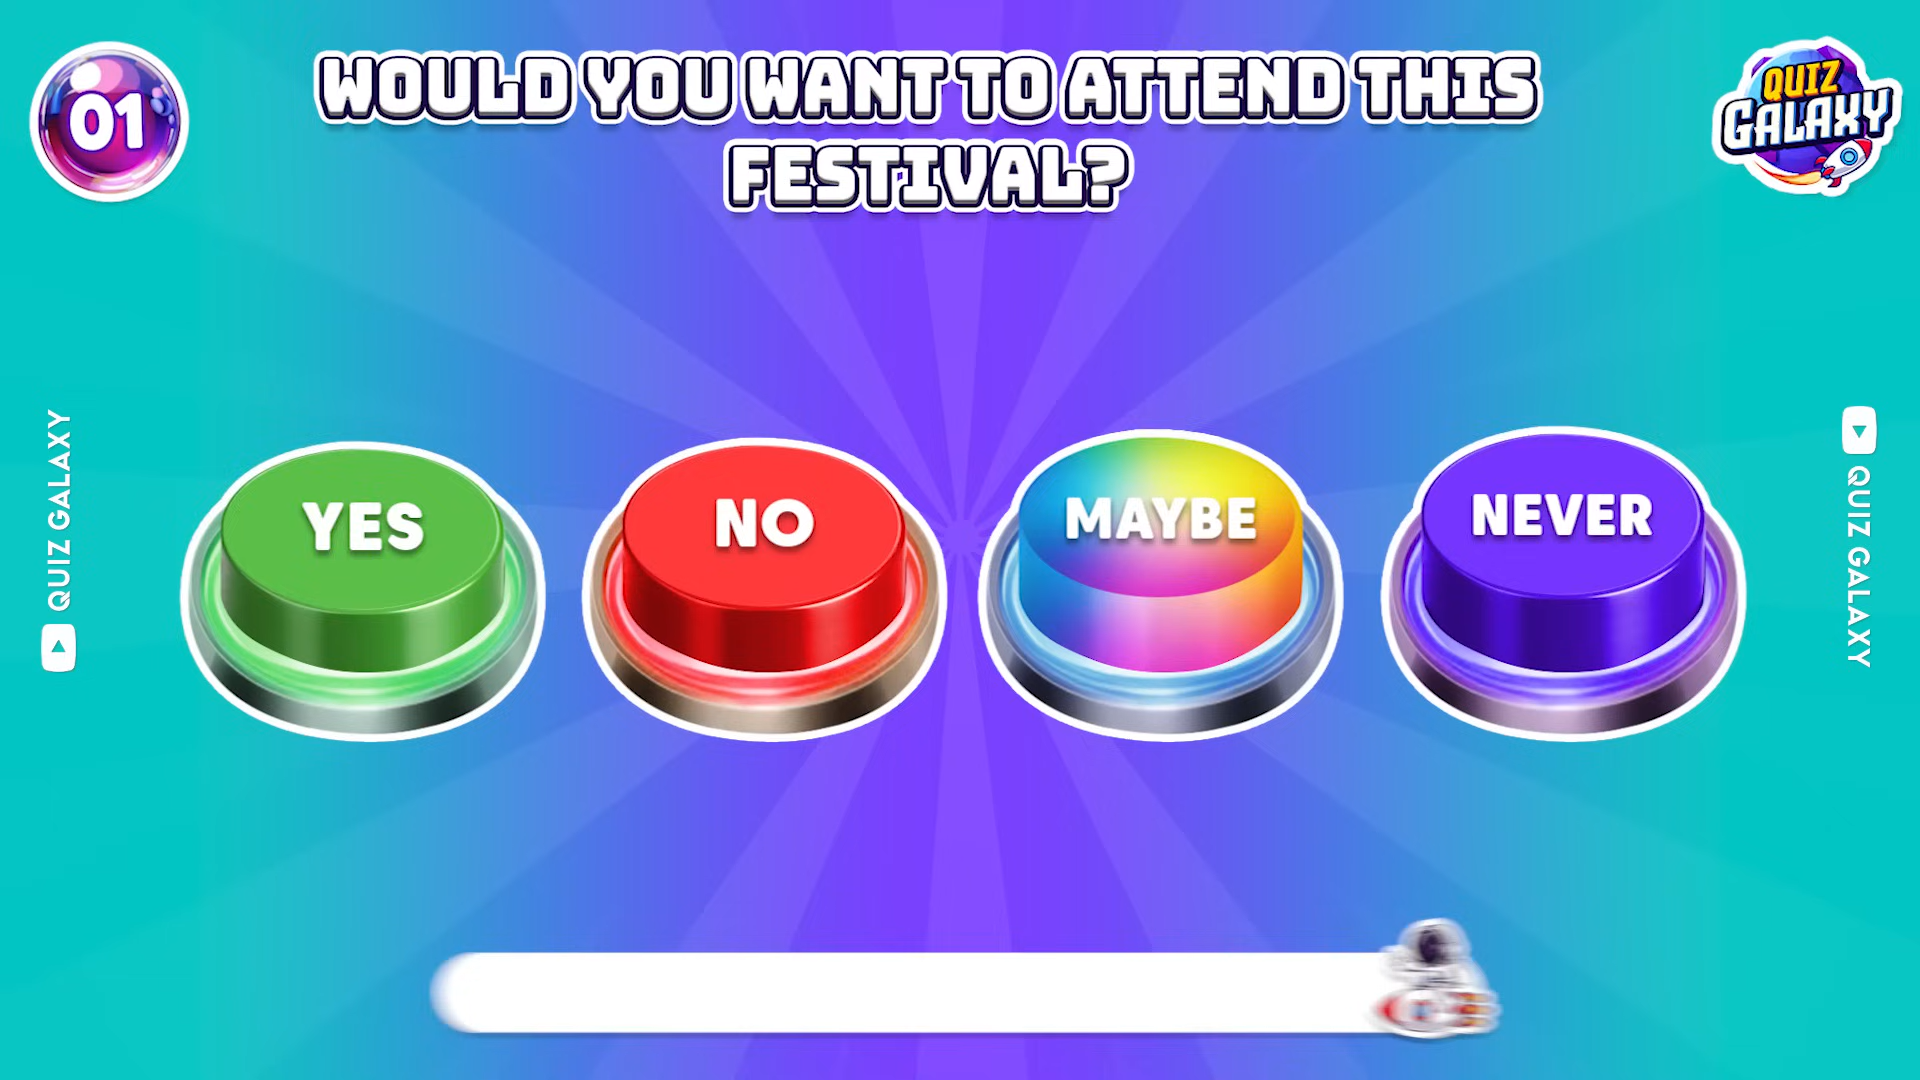 01
WOULD YOU WANT TO ATTEND THIS
FESTIVAL?
QUIZ
GALAXY
QUIZ GALAXY
QUIZ GALAXY
YES
NO
MAYBE
NEVER